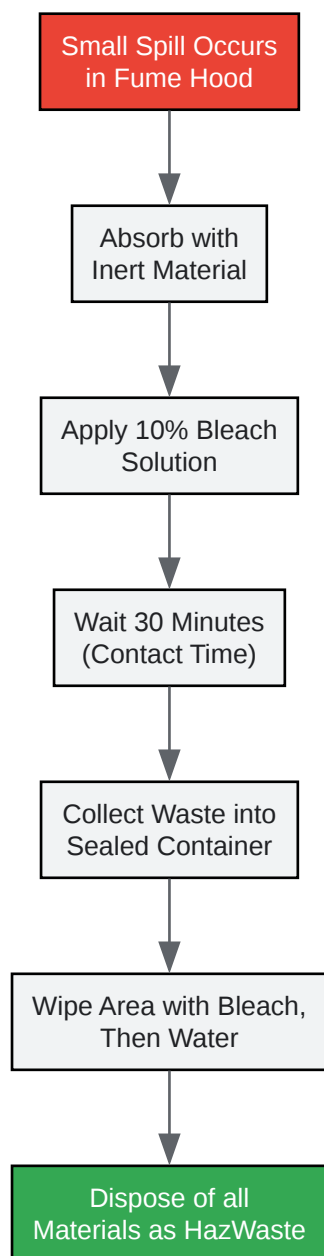 Small Spill Occurs
in Fume Hood
Absorb with
Inert Material
Apply 10% Bleach
Solution
Wait 30 Minutes
(Contact Time)
Collect Waste into
Sealed Container
Wipe Area with Bleach,
Then Water
Dispose of all
Materials as HazWaste